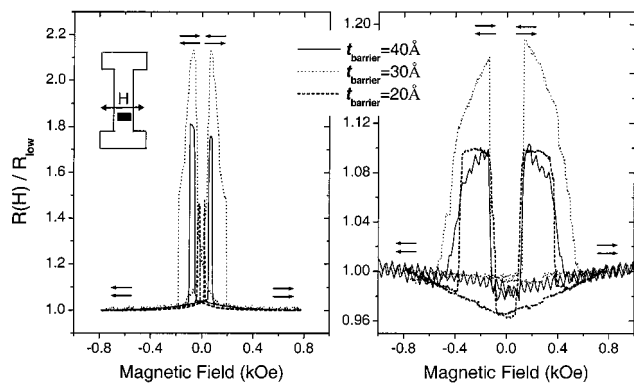 R(H) / R_low
2.2
2.0
1.8
1.6
1.4
1.2
1.0
H
-0.8 -0.4 0.0 0.4 0.8
Magnetic Field (kOe)
t_barrier=40Å
t_barrier=30Å
t_barrier=20Å
1.20
1.16
1.12
1.08
1.04
1.00
0.96
-0.8 -0.4 0.0 0.4 0.8
Magnetic Field (kOe)